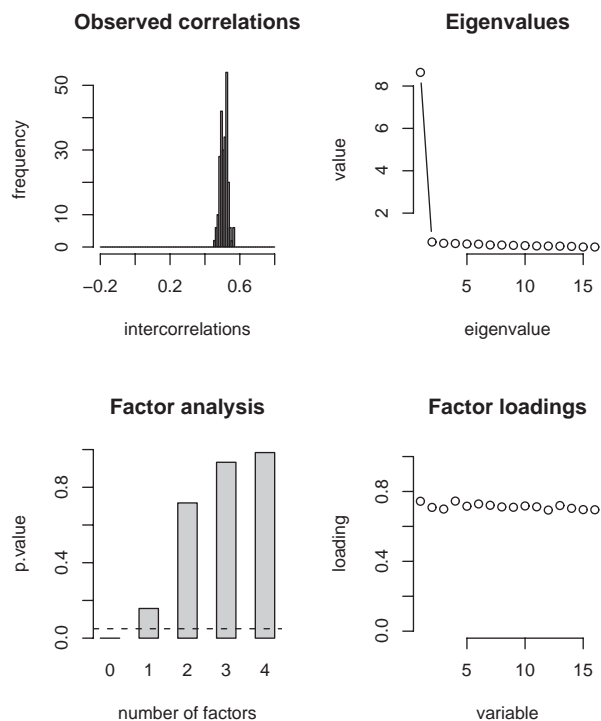 Observed correlations
frequency
50
30
10
0
−0.2 0.2 0.6
intercorrelations
Eigenvalues
value
8
6
4
2
5 10 15
eigenvalue
Factor analysis
p.value
0.8
0.4
0.0
0 1 2 3 4
number of factors
Factor loadings
loading
0.8
0.4
0.0
5 10 15
variable